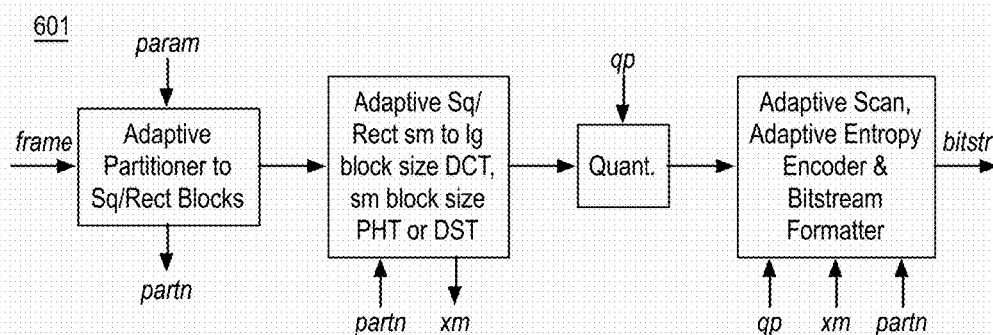 601
param
frame
Adaptive
Partitioner to
Sq/Rect Blocks
partn
Adaptive Sq/
Rect sm to lg
block size DCT,
sm block size
PHT or DST
partn
xm
qp
Quant.
Adaptive Scan,
Adaptive Entropy
Encoder &
Bitstream
Formatter
bitstr
qp
xm
partn